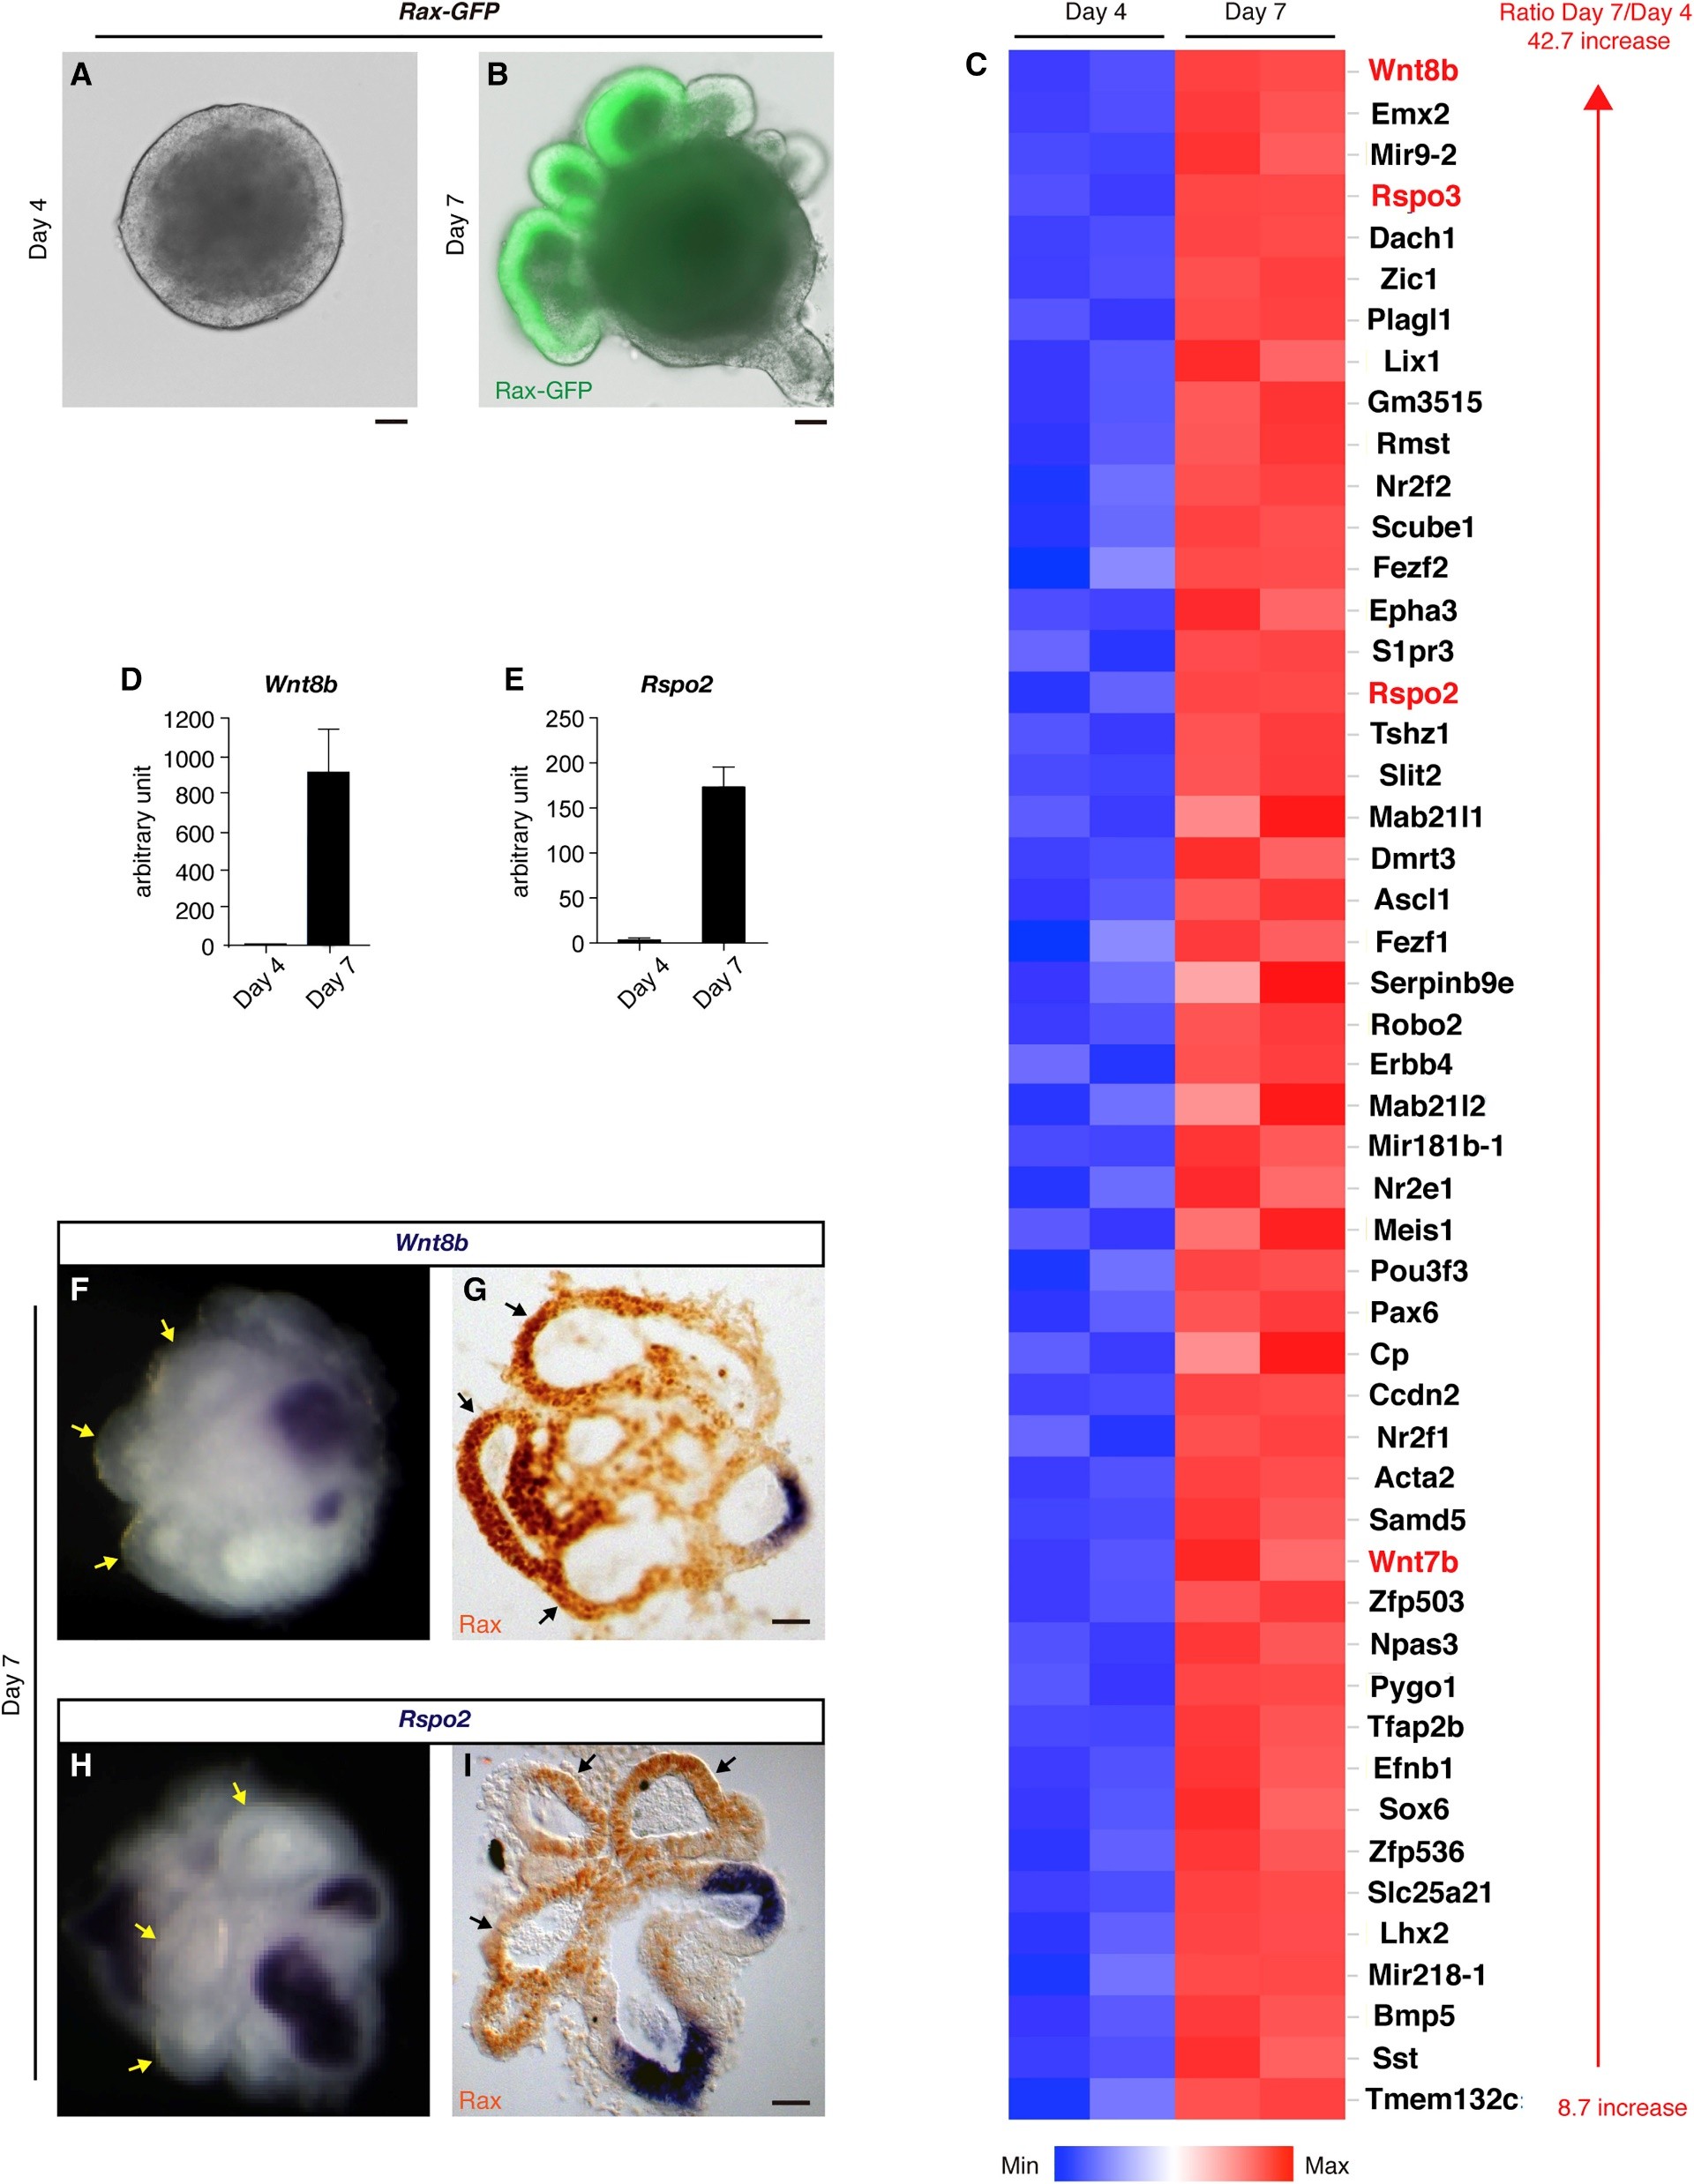 Rax-GFP
A
Day 4
B
Day 7
Rax-GFP
C
Day 4
Day 7
Ratio Day 7/Day 4
42.7 increase
Wnt8b
Emx2
Mir9-2
Rspo3
Dach1
Zic1
Plagl1
Lix1
Gm3515
Rmst
Nr2f2
Scube1
Fezf2
Epha3
S1pr3
Rspo2
Tshz1
Slit2
Mab21l1
Dmrt3
Ascl1
Fezf1
Serpinb9e
Robo2
Erbb4
Mab21l2
Mir181b-1
Nr2e1
Meis1
Pou3f3
Pax6
Cp
Ccdn2
Nr2f1
Acta2
Samd5
Wnt7b
Zfp503
Npas3
Pygo1
Tfap2b
Efnb1
Sox6
Zfp536
Slc25a21
Lhx2
Mir218-1
Bmp5
Sst
Tmem132c
8.7 increase
Min
Max
D
Wnt8b
arbitrary unit
1200
1000
800
600
400
200
0
Day 4
Day 7
E
Rspo2
arbitrary unit
250
200
150
100
50
0
Day 4
Day 7
Day 7
Wnt8b
F
G
Rax
Rspo2
H
I
Rax